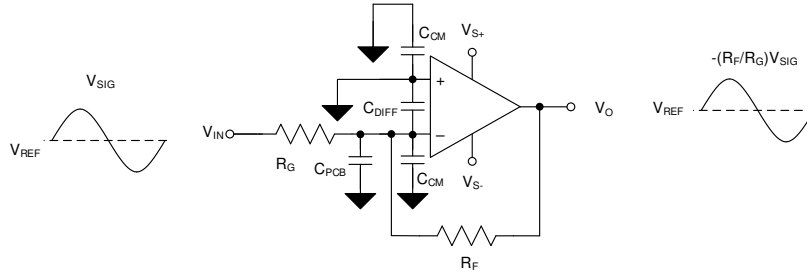 C_CM
V_S+
V_SIG
-(R_F/R_G)V_SIG
+
C_DIFF
V_REF
V_IN
−
V_O
V_REF
R_G
C_PCB
C_CM
V_S-
R_F